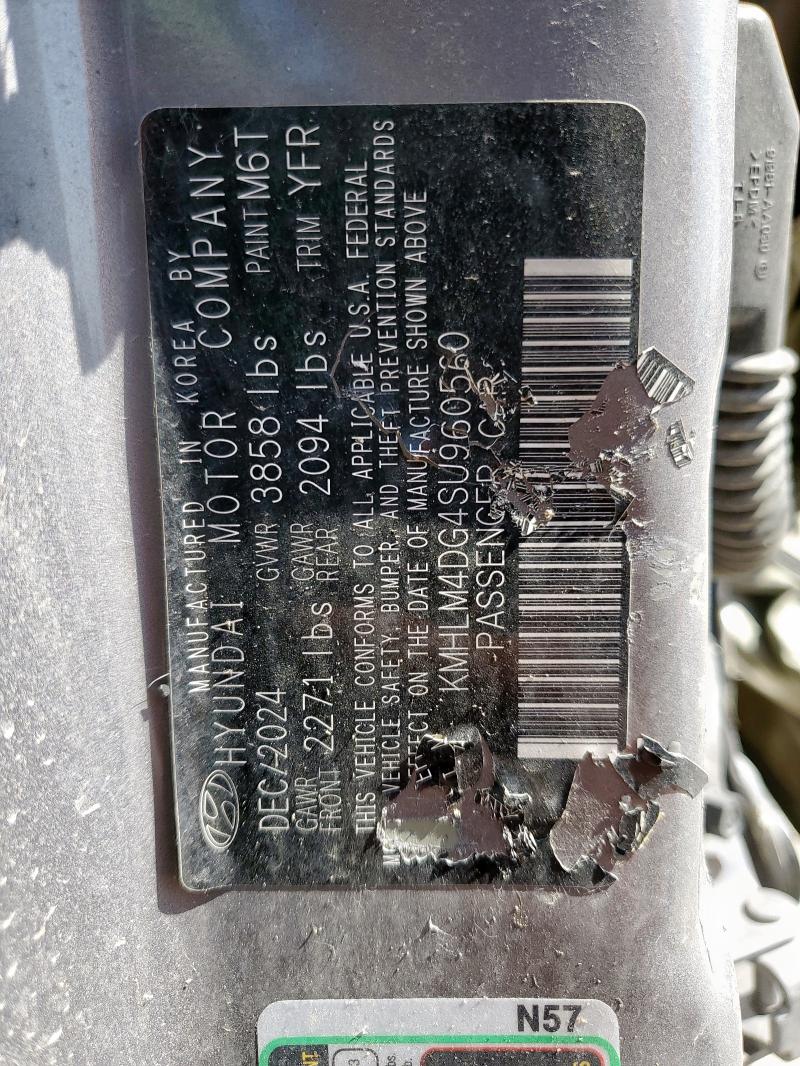 MANUFACTURED IN KOREA BY
HYUNDAI MOTOR COMPANY
DEC/2024 GVWR 3858 lbs PAINT M6T
GAWR FRONT 2271 lbs GAWR REAR 2094 lbs TRIM YFR
THIS VEHICLE CONFORMS TO ALL APPLICABLE U.S.A. FEDERAL
VEHICLE SAFETY, BUMPER, AND THEFT PREVENTION STANDARDS
EFFECT ON THE DATE OF MANUFACTURE SHOWN ABOVE
KMHLM4DG4SU960560
PASSENGER
N57